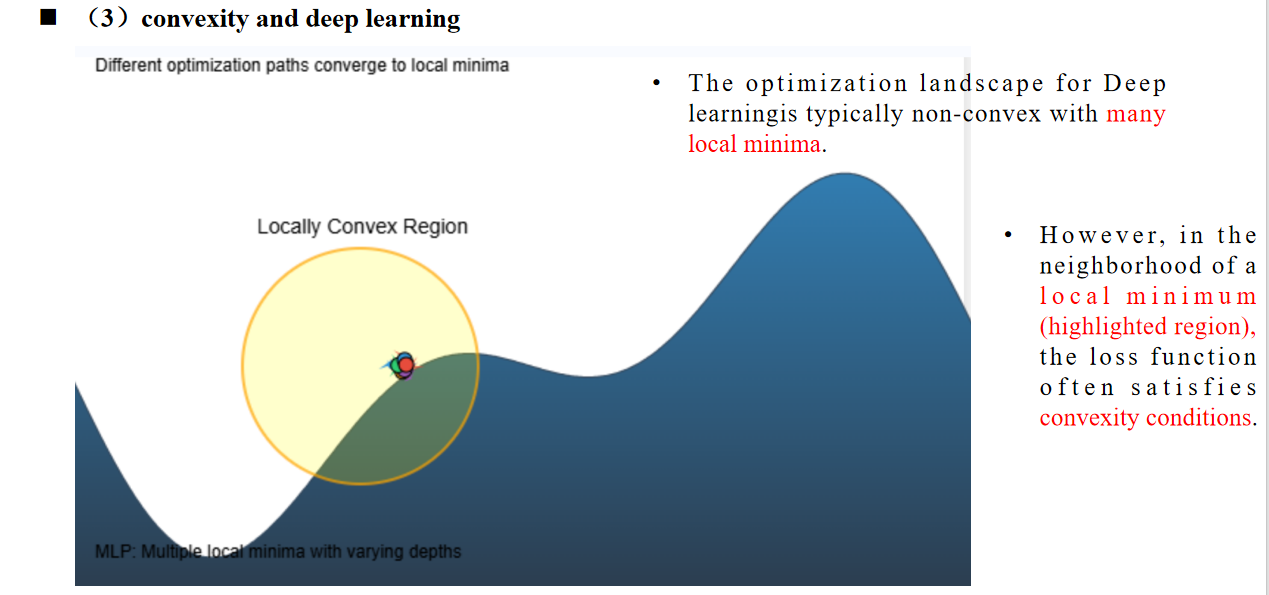 ■ （3）convexity and deep learning
Different optimization paths converge to local minima
• The optimization landscape for Deep
learningis typically non-convex with many
local minima.
Locally Convex Region
• However, in the
neighborhood of a
local minimum
(highlighted region),
the loss function
often satisfies
convexity conditions.
MLP: Multiple local minima with varying depths